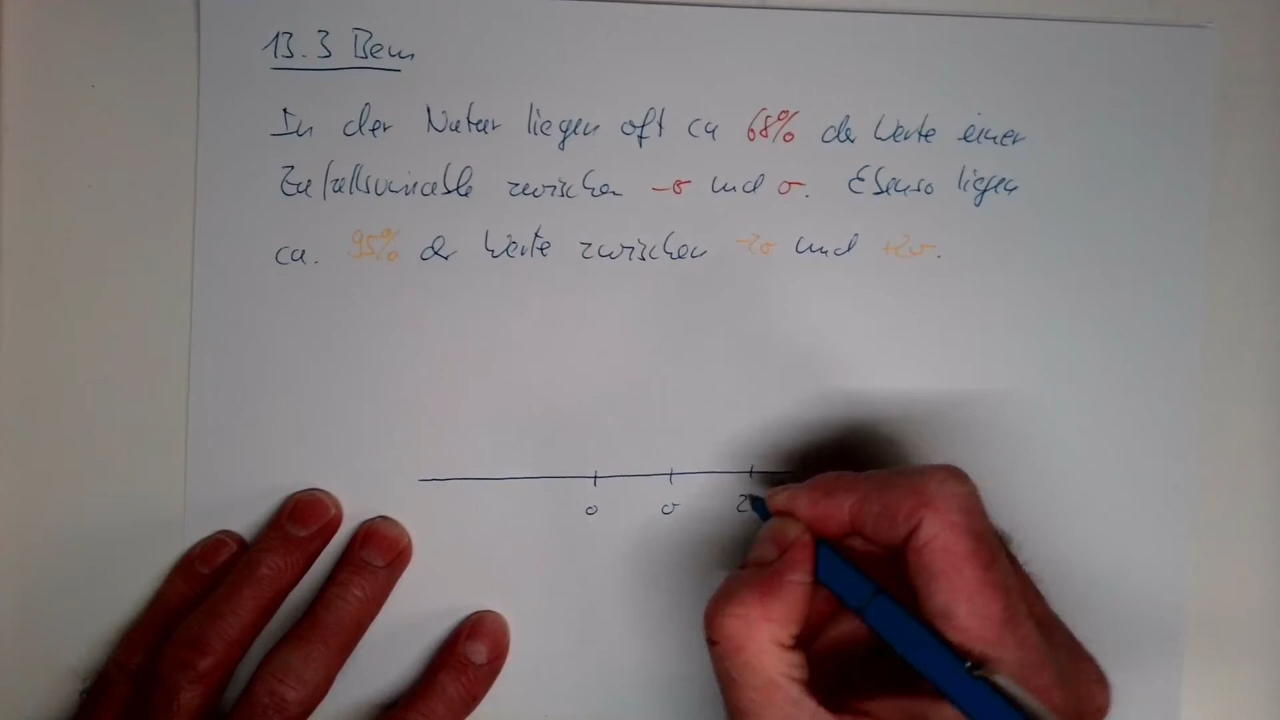 13.3 Bem
In der Natur liegen oft ca 68% der Werte einer
Zufallsvariable zwischen -σ und σ. Ebenso liegen
ca. 95% der Werte zwischen -2σ und +2σ.
0 σ 2